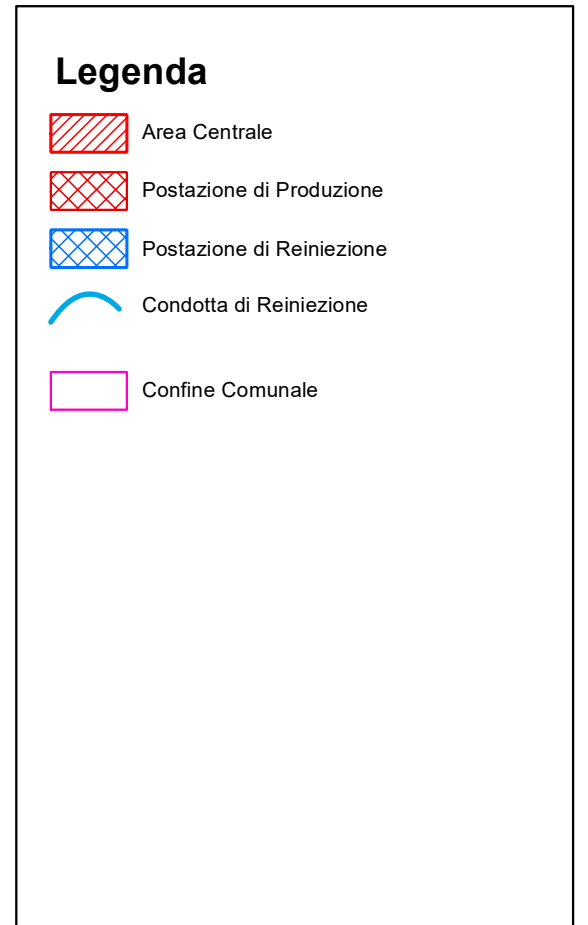 Legenda
Area Centrale
Postazione di Produzione
Postazione di Reiniezione
Condotta di Reiniezione
Confine Comunale